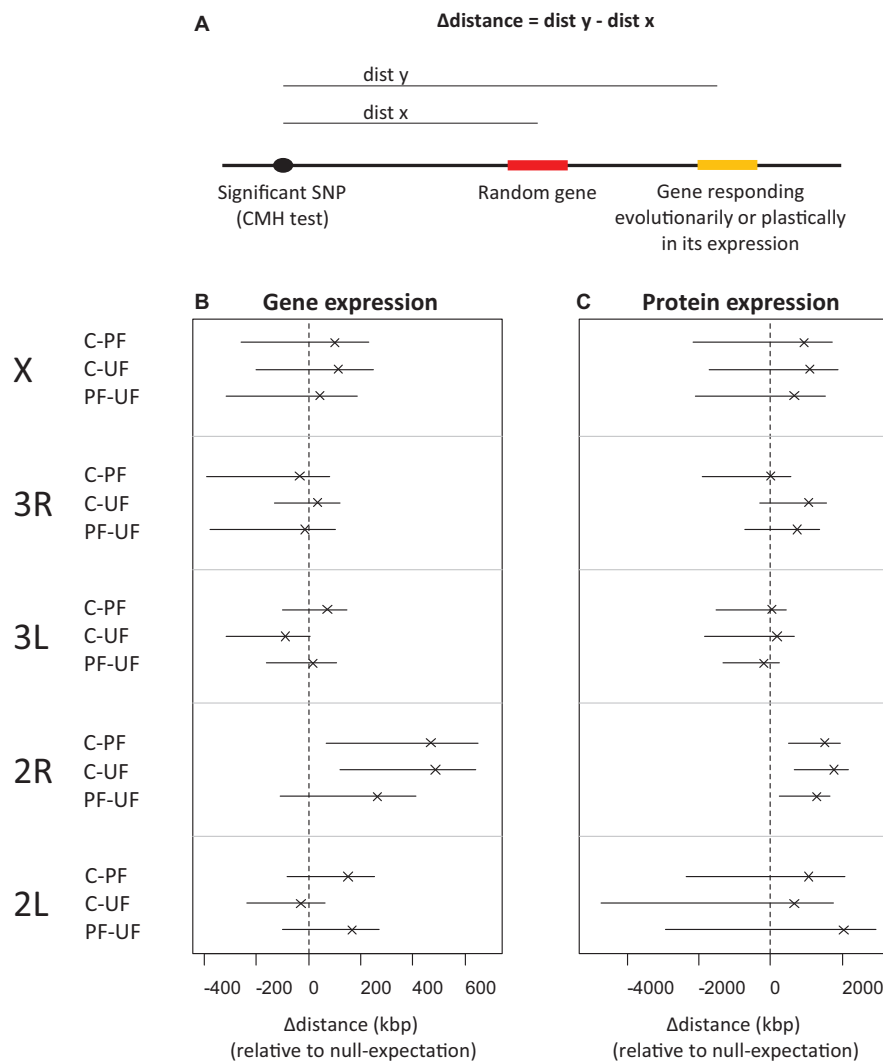 A
Δdistance = dist y - dist x
dist y
dist x
Significant SNP
(CMH test)
Random gene
Gene responding
evolutionarily or plastically
in its expression
B
Gene expression
C
Protein expression
X
C-PF
C-UF
PF-UF
3R
C-PF
C-UF
PF-UF
3L
C-PF
C-UF
PF-UF
2R
C-PF
C-UF
PF-UF
2L
C-PF
C-UF
PF-UF
-400 -200 0 200 400 600
Δdistance (kbp)
(relative to null-expectation)
-4000 -2000 0 2000
Δdistance (kbp)
(relative to null-expectation)